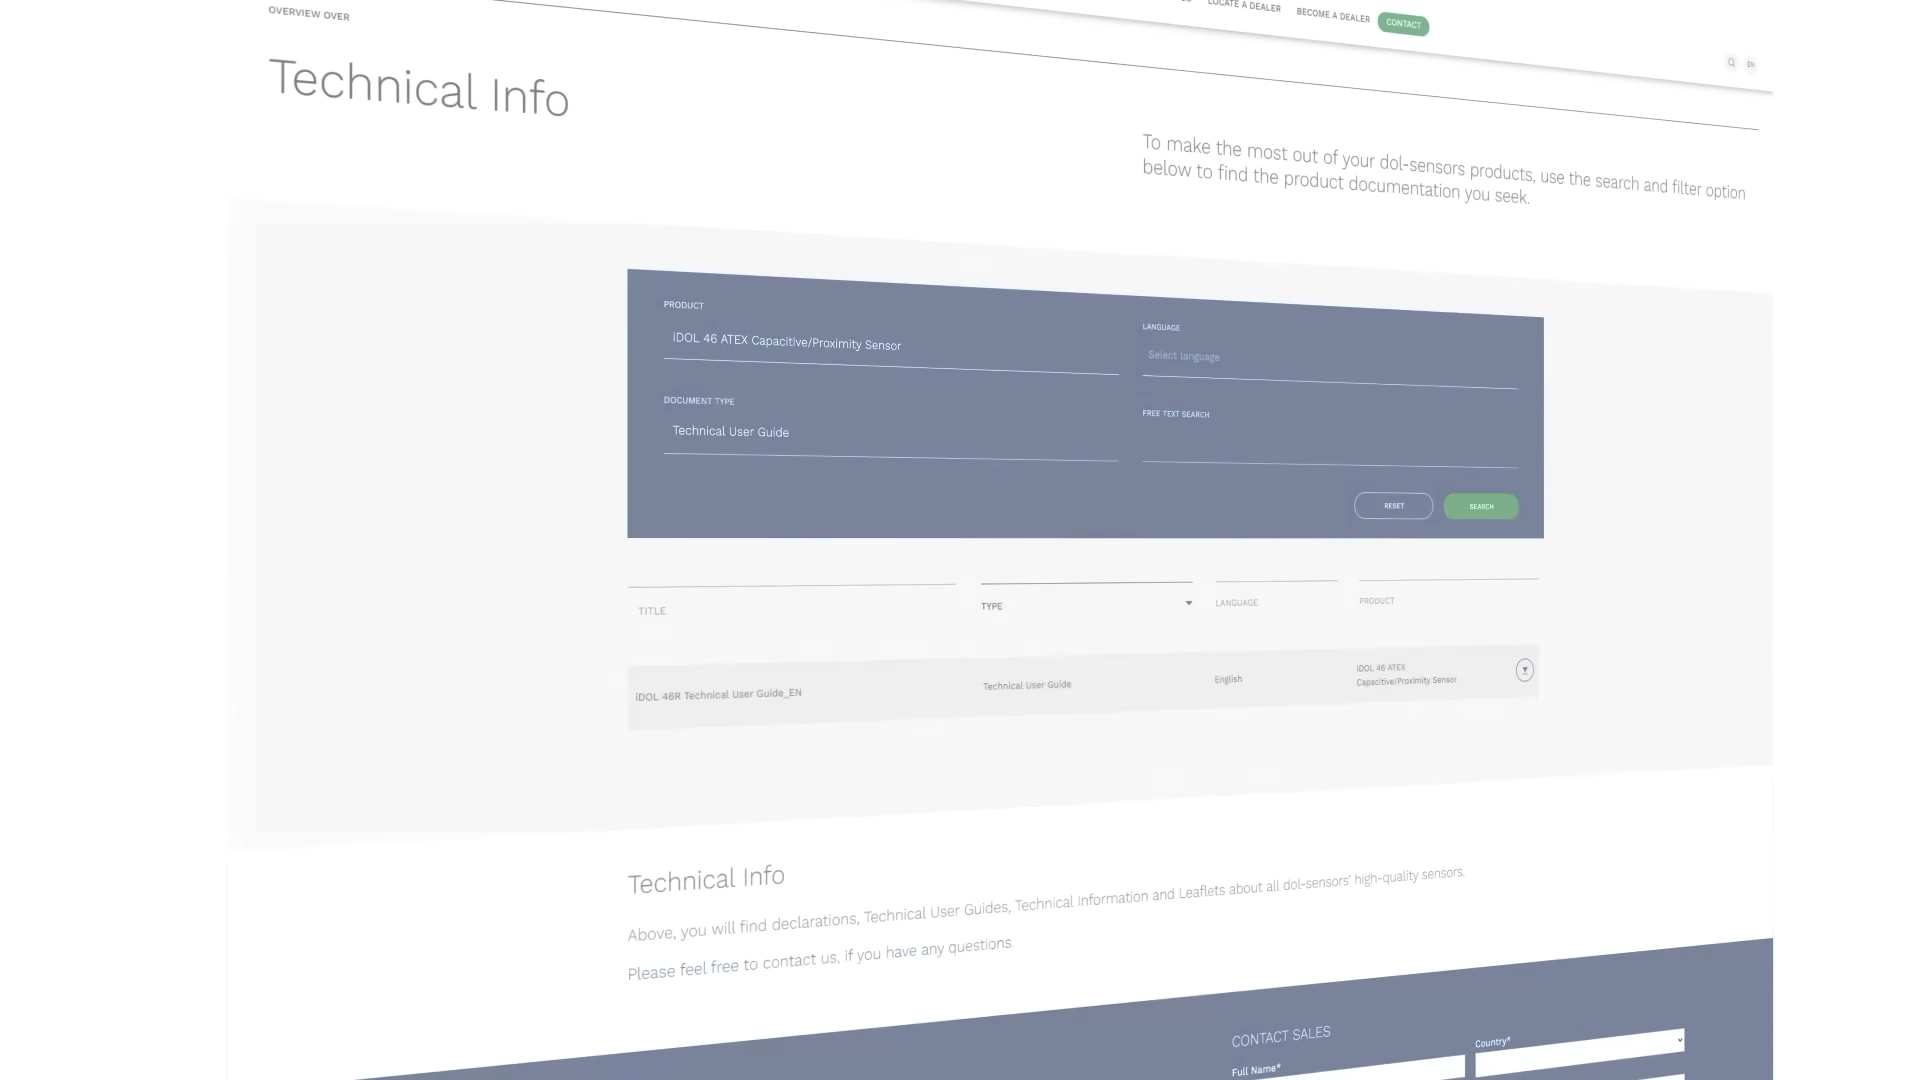 LOCATE A DEALER
BECOME A DEALER
CONTACT
EN
OVERVIEW OVER
Technical Info
To make the most out of your dol-sensors products, use the search and filter option
below to find the product documentation you seek.
PRODUCT
iDOL 46 ATEX Capacitive/Proximity Sensor
LANGUAGE
Select language
DOCUMENT TYPE
Technical User Guide
FREE TEXT SEARCH
RESET
SEARCH
TITLE
TYPE
LANGUAGE
PRODUCT
iDOL 46R Technical User Guide_EN
Technical User Guide
English
iDOL 46 ATEX
Capacitive/Proximity Sensor
Technical Info
Above, you will find declarations, Technical User Guides, Technical Information and Leaflets about all dol-sensors' high-quality sensors.
Please feel free to contact us, if you have any questions.
CONTACT SALES
Full Name*
Country*